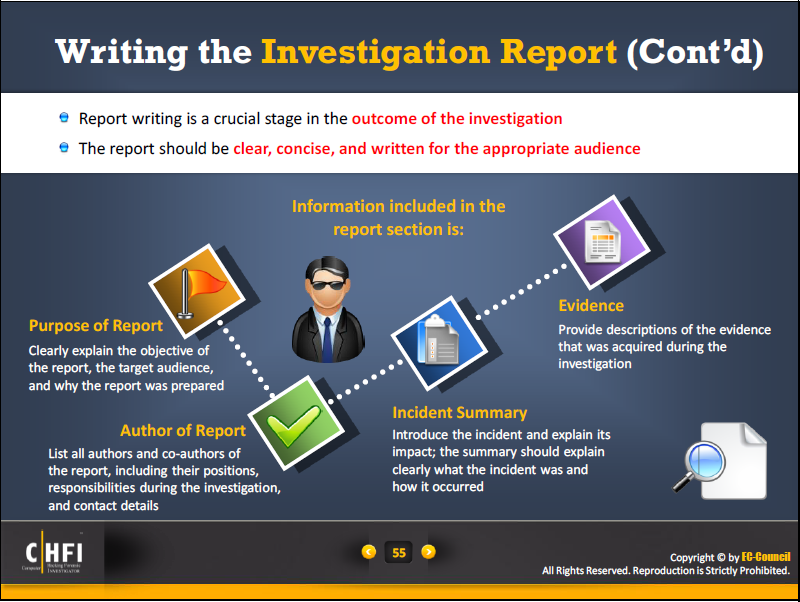 Writing the Investigation Report (Cont’d)
Report writing is a crucial stage in the outcome of the investigation
The report should be clear, concise, and written for the appropriate audience
Information included in the
report section is:
Purpose of Report
Clearly explain the objective of
the report, the target audience,
and why the report was prepared
Author of Report
List all authors and co-authors of
the report, including their positions,
responsibilities during the investigation,
and contact details
Incident Summary
Introduce the incident and explain its
impact; the summary should explain
clearly what the incident was and
how it occurred
Evidence
Provide descriptions of the evidence
that was acquired during the
investigation
CHFI
Computer Hacking Forensic
INVESTIGATOR
55
Copyright © by EC-Council
All Rights Reserved. Reproduction is Strictly Prohibited.